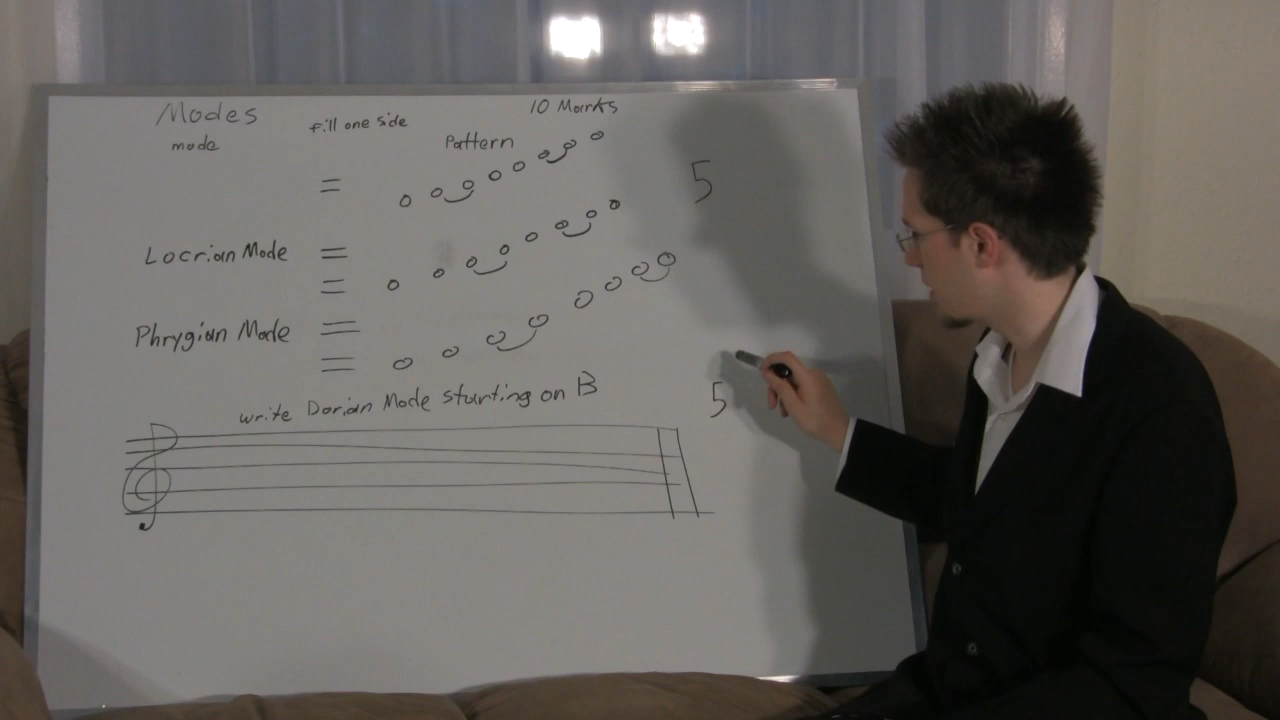 Modes fill one side 10 Marks
mode Pattern
= 5
Locrian Mode =
=
Phrygian Mode =
=
write Dorian Mode starting on B 5